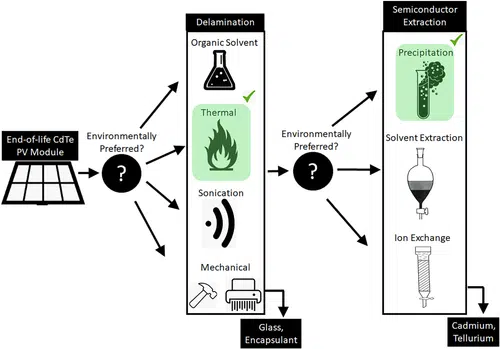 Delamination
Semiconductor
Extraction
Organic Solvent
Precipitation
Thermal
End-of-life CdTe
PV Module
Environmentally
Preferred?
?
Environmentally
Preferred?
?
Solvent Extraction
Sonication
Ion Exchange
Mechanical
Glass,
Encapsulant
Cadmium,
Tellurium